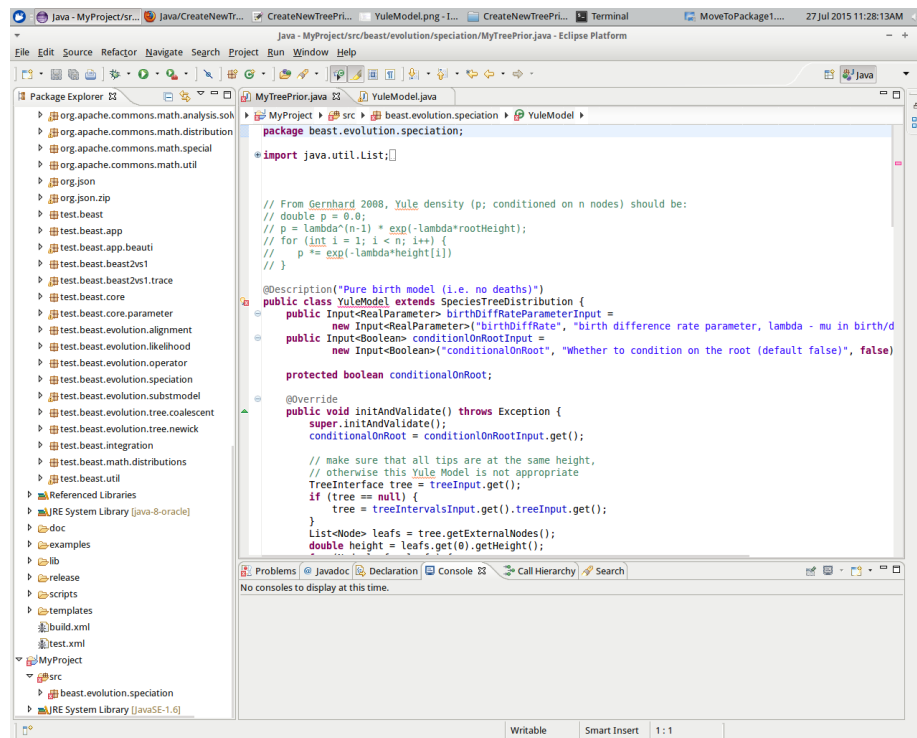 Java - MyProject/sr...
Java/CreateNewTr...
CreateNewTreePri...
YuleModel.png - I...
CreateNewTreePri...
Terminal
MoveToPackage1....
27 Jul 2015 11:28:13AM
Java - MyProject/src/beast/evolution/speciation/MyTreePrior.java - Eclipse Platform
File Edit Source Refactor Navigate Search Project Run Window Help
Java
Package Explorer
MyTreePrior.java
YuleModel.java
MyProject
src
beast.evolution.speciation
YuleModel
org.apache.commons.math.analysis.solv
org.apache.commons.math.distribution
org.apache.commons.math.special
org.apache.commons.math.util
org.json
org.json.zip
test.beast
test.beast.app
test.beast.app.beauti
test.beast.beast2vs1
test.beast.beast2vs1.trace
test.beast.core
test.beast.core.parameter
test.beast.evolution.alignment
test.beast.evolution.likelihood
test.beast.evolution.operator
test.beast.evolution.speciation
test.beast.evolution.substmodel
test.beast.evolution.tree.coalescent
test.beast.evolution.tree.newick
test.beast.integration
test.beast.math.distributions
test.beast.util
Referenced Libraries
JRE System Library [java-8-oracle]
doc
examples
lib
release
scripts
templates
build.xml
test.xml
MyProject
src
beast.evolution.speciation
JRE System Library [JavaSE-1.6]
package beast.evolution.speciation;
import java.util.List;
// From Gernhard 2008, Yule density (p; conditioned on n nodes) should be:
// double p = 0.0;
// p = lambda^(n-1) * exp(-lambda*rootHeight);
// for (int i = 1; i < n; i++) {
//    p *= exp(-lambda*height[i])
// }
@Description("Pure birth model (i.e. no deaths)")
public class YuleModel extends SpeciesTreeDistribution {
public Input<RealParameter> birthDiffRateParameterInput =
new Input<RealParameter>("birthDiffRate", "birth difference rate parameter, lambda - mu in birth/d
public Input<Boolean> conditionlOnRootInput =
new Input<Boolean>("conditionalOnRoot", "Whether to condition on the root (default false)", false)
protected boolean conditionalOnRoot;
@Override
public void initAndValidate() throws Exception {
super.initAndValidate();
conditionalOnRoot = conditionlOnRootInput.get();
// make sure that all tips are at the same height,
// otherwise this Yule Model is not appropriate
TreeInterface tree = treeInput.get();
if (tree == null) {
tree = treeIntervalsInput.get().treeInput.get();
}
List<Node> leafs = tree.getExternalNodes();
double height = leafs.get(0).getHeight();
Problems
@ Javadoc
Declaration
Console
Call Hierarchy
Search
No consoles to display at this time.
Writable
Smart Insert
1 : 1